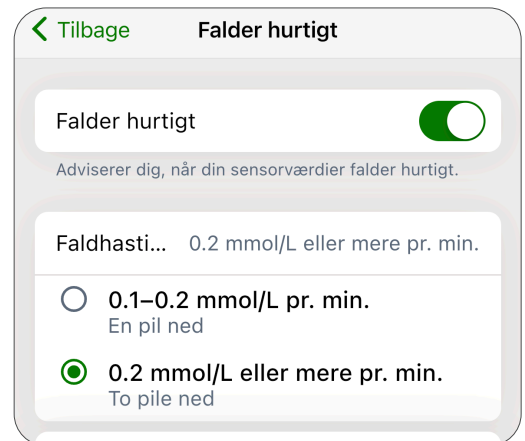 Tilbage
Falder hurtigt
Falder hurtigt
Adviserer dig, når din sensorværdier falder hurtigt.
Faldhasti... 0.2 mmol/L eller mere pr. min.
0.1–0.2 mmol/L pr. min.
En pil ned
0.2 mmol/L eller mere pr. min.
To pile ned